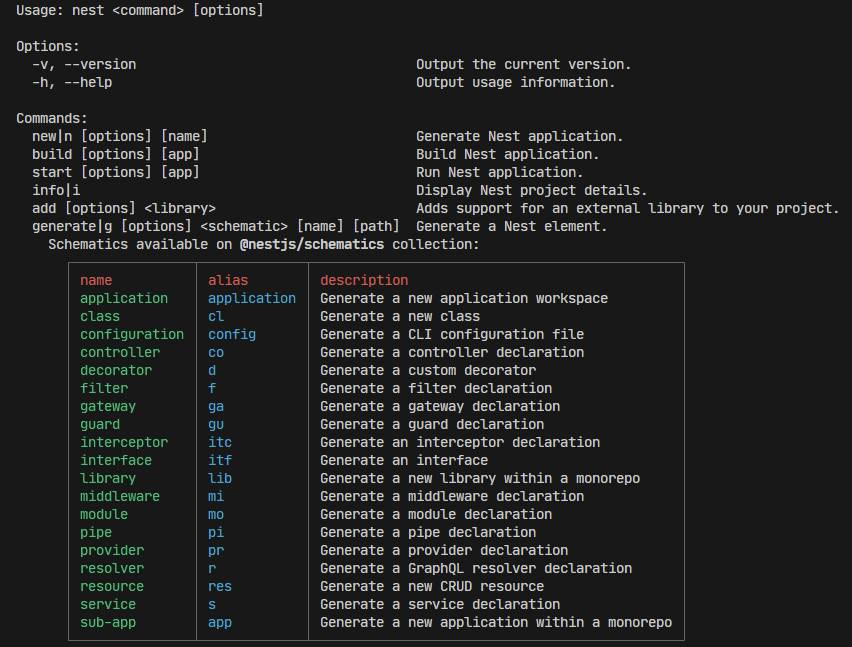 Usage: nest <command> [options]
Options:
-v, --version Output the current version.
-h, --help Output usage information.
Commands:
new|n [options] [name] Generate Nest application.
build [options] [app] Build Nest application.
start [options] [app] Run Nest application.
info|i Display Nest project details.
add [options] <library> Adds support for an external library to your project.
generate|g [options] <schematic> [name] [path] Generate a Nest element.
Schematics available on @nestjs/schematics collection:
name alias description
application application Generate a new application workspace
class cl Generate a new class
configuration config Generate a CLI configuration file
controller co Generate a controller declaration
decorator d Generate a custom decorator
filter f Generate a filter declaration
gateway ga Generate a gateway declaration
guard gu Generate a guard declaration
interceptor itc Generate an interceptor declaration
interface itf Generate an interface
library lib Generate a new library within a monorepo
middleware mi Generate a middleware declaration
module mo Generate a module declaration
pipe pi Generate a pipe declaration
provider pr Generate a provider declaration
resolver r Generate a GraphQL resolver declaration
resource res Generate a new CRUD resource
service s Generate a service declaration
sub-app app Generate a new application within a monorepo